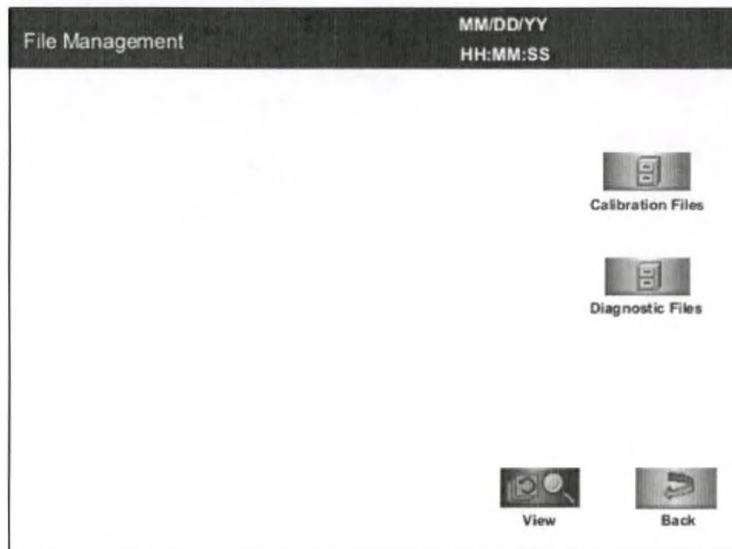 File Management
MM/DD/YY
HH:MM:SS
Calibration Files
Diagnostic Files
View
Back